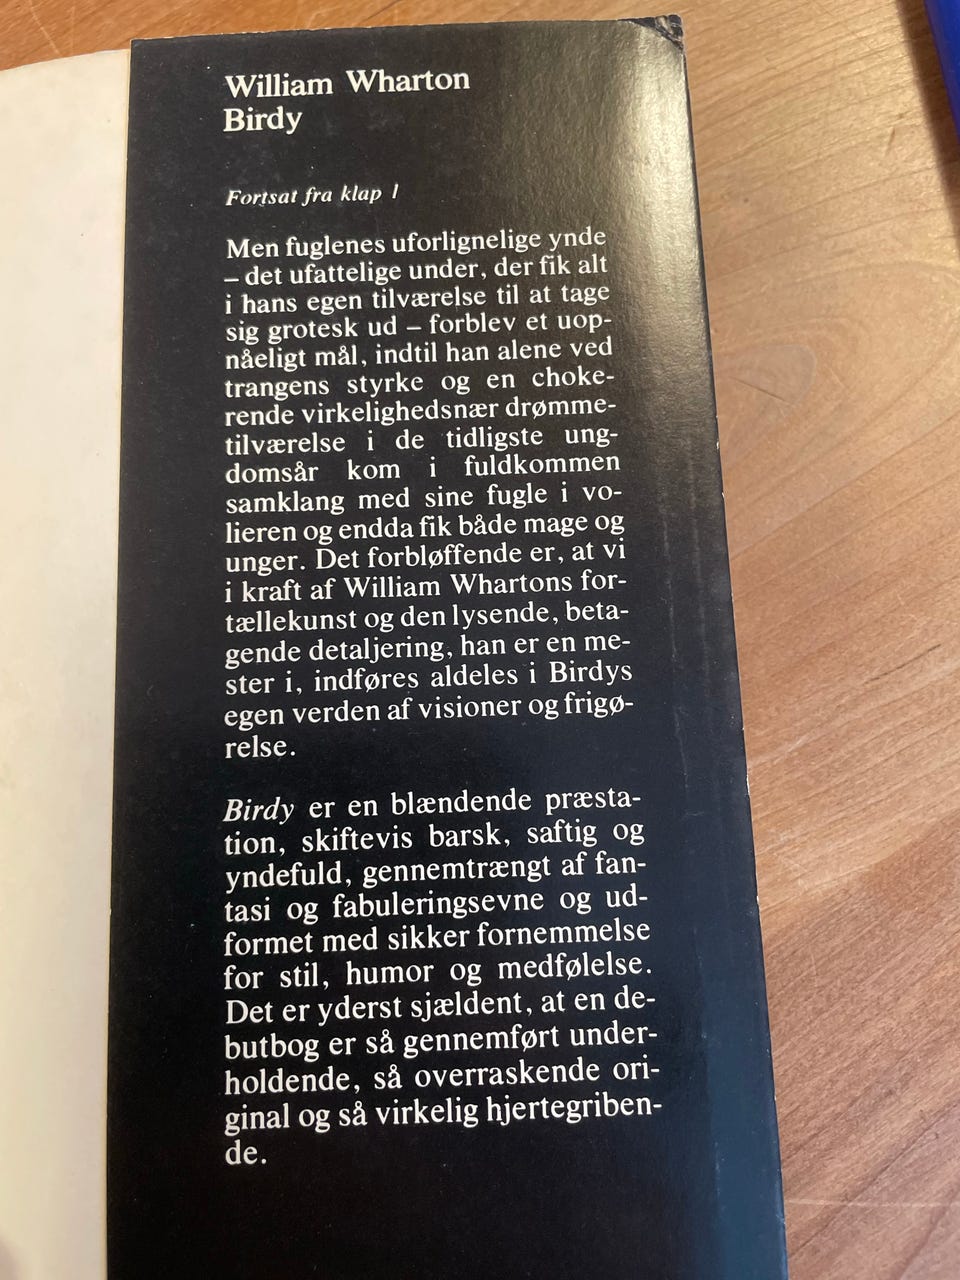 William Wharton
Birdy
Fortsat fra klap 1
Men fuglenes uforlignelige ynde
– det ufattelige under, der fik alt
i hans egen tilværelse til at tage
sig grotesk ud – forblev et uop-
nåeligt mål, indtil han alene ved
trangens styrke og en choke-
rende virkelighedsnær drømme-
tilværelse i de tidligste ung-
domsår kom i fuldkommen
samklang med sine fugle i vo-
lieren og endda fik både mage og
unger. Det forbløffende er, at vi
i kraft af William Whartons for-
tællekunst og den lysende, beta-
gende detaljering, han er en me-
ster i, indføres aldeles i Birdys
egen verden af visioner og frigø-
relse.
Birdy er en blændende præsta-
tion, skiftevis barsk, saftig og
yndefuld, gennemtrængt af fan-
tasi og fabuleringsevne og ud-
formet med sikker fornemmelse
for stil, humor og medfølelse.
Det er yderst sjældent, at en de-
butbog er så gennemført under-
holdende, så overraskende ori-
ginal og så virkelig hjertegriben-
de.